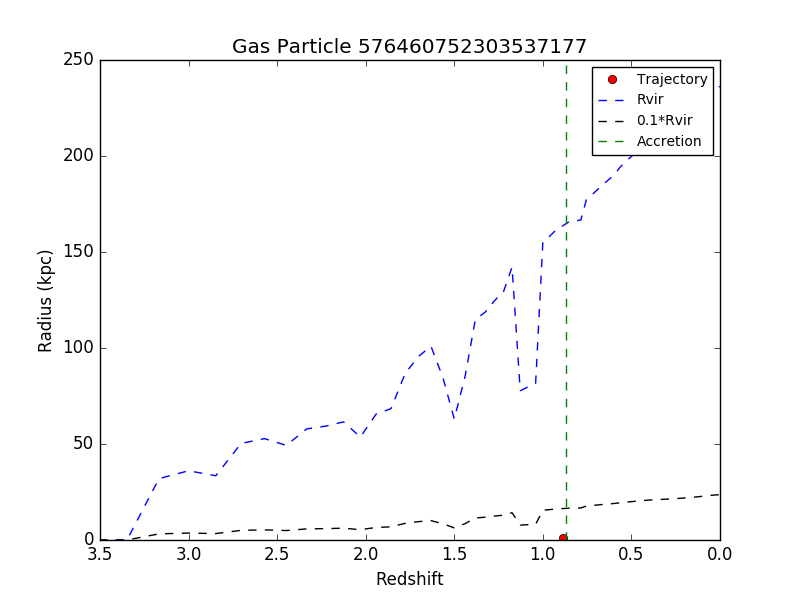 Gas Particle 576460752303537177
250
200
150
100
50
0
Radius (kpc)
Trajectory
Rvir
0.1*Rvir
Accretion
3.5 3.0 2.5 2.0 1.5 1.0 0.5 0.0
Redshift